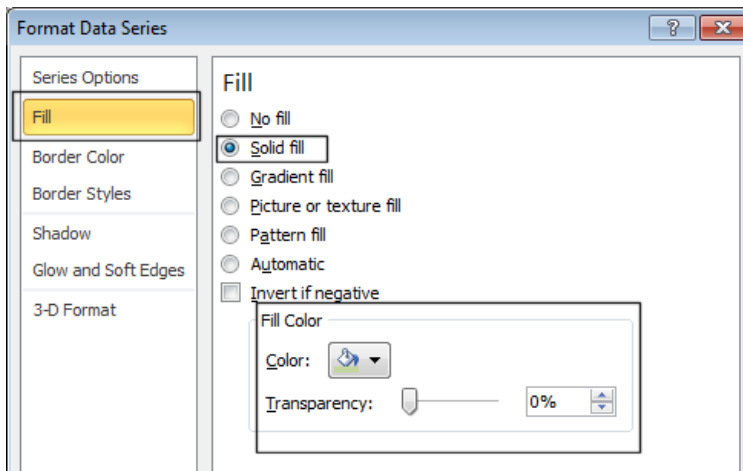 Format Data Series
Series Options
Fill
Border Color
Border Styles
Shadow
Glow and Soft Edges
3-D Format
Fill
No fill
Solid fill
Gradient fill
Picture or texture fill
Pattern fill
Automatic
Invert if negative
Fill Color
Color:
Transparency: 0%